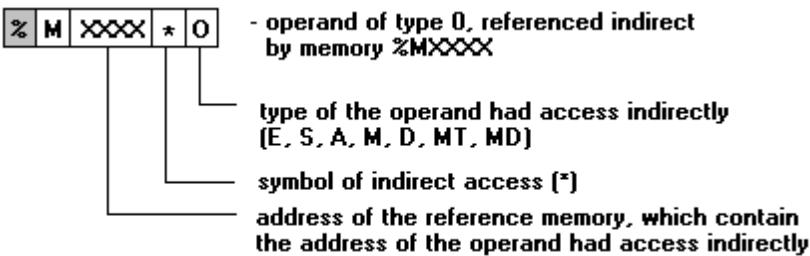 % M XXXX * O - operand of type O, referenced indirect
by memory %MXXXX
type of the operand had access indirectly
(E, S, A, M, D, MT, MD)
symbol of indirect access (*)
address of the reference memory, which contain
the address of the operand had access indirectly